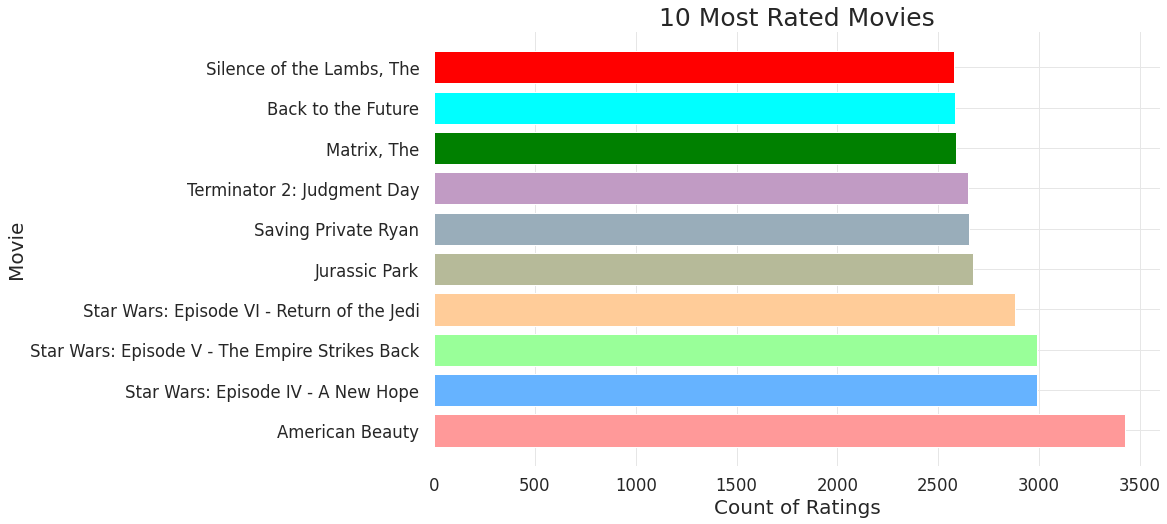 10 Most Rated Movies
Movie
Silence of the Lambs, The
Back to the Future
Matrix, The
Terminator 2: Judgment Day
Saving Private Ryan
Jurassic Park
Star Wars: Episode VI - Return of the Jedi
Star Wars: Episode V - The Empire Strikes Back
Star Wars: Episode IV - A New Hope
American Beauty
0 500 1000 1500 2000 2500 3000 3500
Count of Ratings